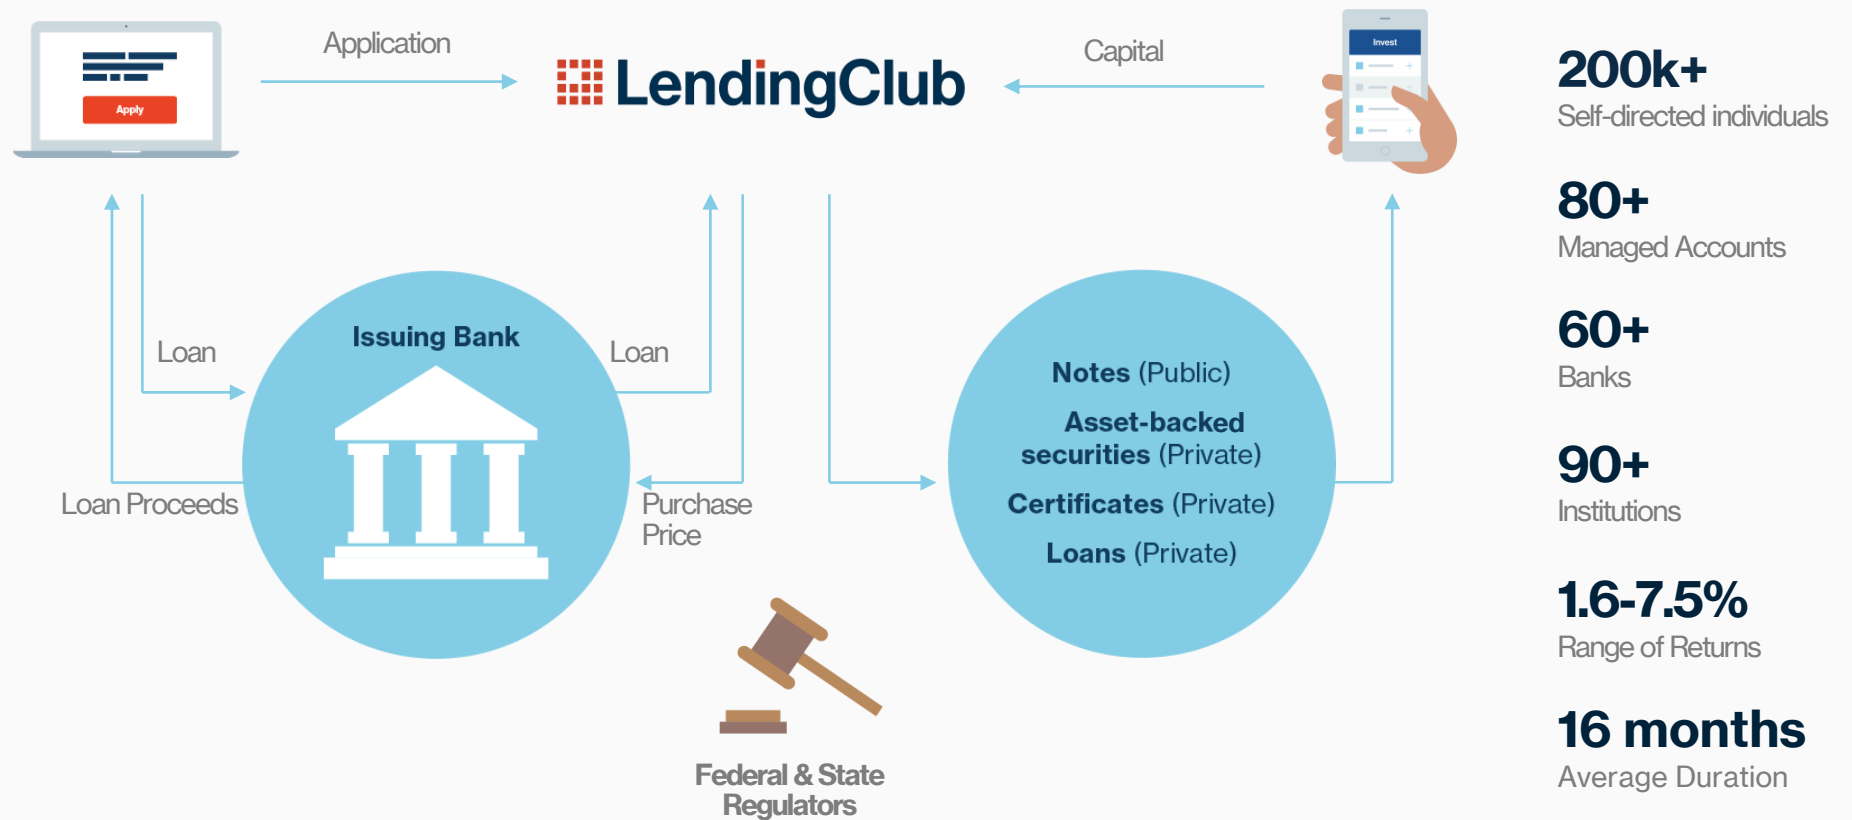 Application
LendingClub
Capital
Apply
Invest
200k+
Self-directed individuals
80+
Managed Accounts
60+
Banks
90+
Institutions
1.6-7.5%
Range of Returns
16 months
Average Duration
Loan
Issuing Bank
Loan
Loan Proceeds
Purchase
Price
Notes (Public)
Asset-backed
securities (Private)
Certificates (Private)
Loans (Private)
Federal & State
Regulators